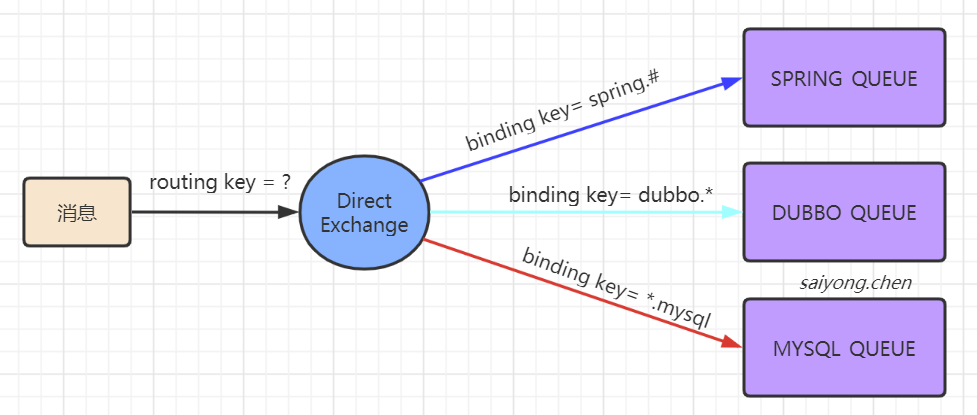 消息
routing key = ?
Direct
Exchange
binding key= spring.#
SPRING QUEUE
binding key= dubbo.*
DUBBO QUEUE
saiyong.chen
binding key= *.mysql
MYSQL QUEUE